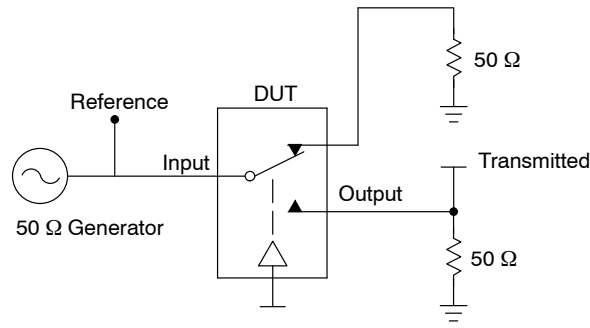 50 Ω
DUT
Reference
Input
Transmitted
Output
50 Ω Generator
50 Ω